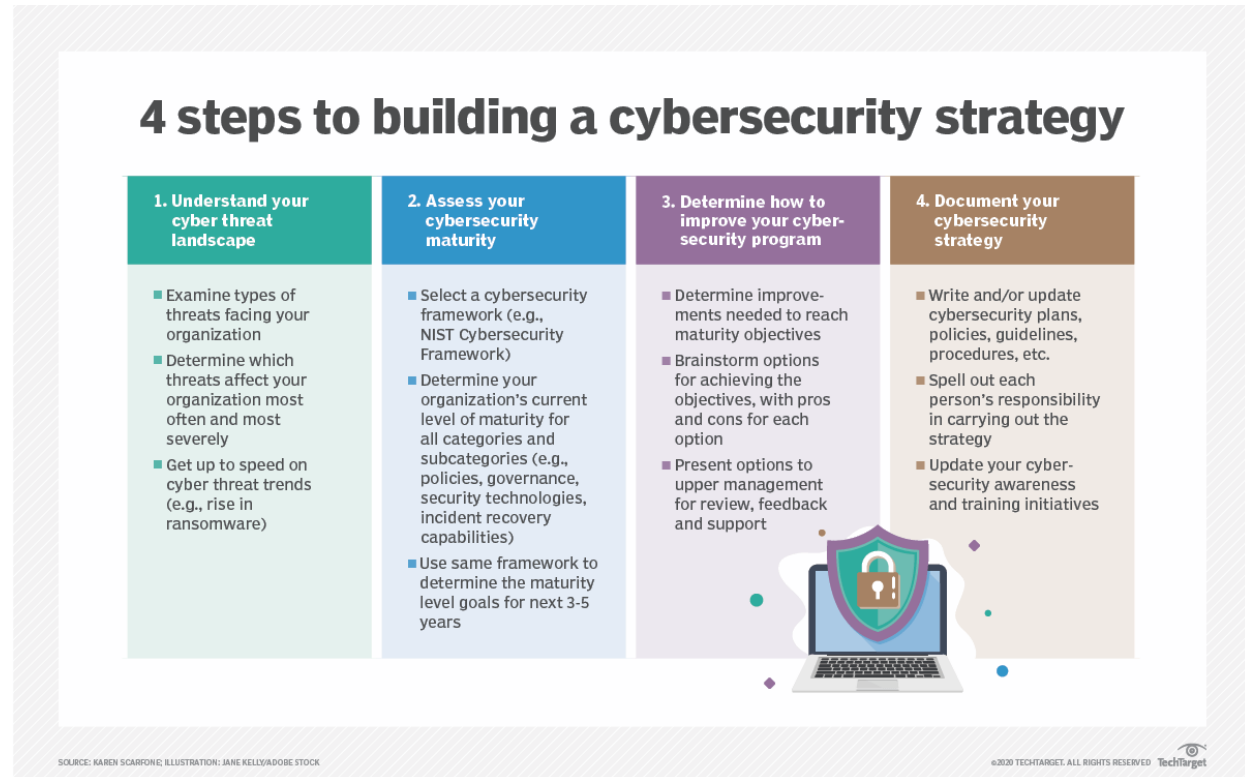 4 steps to building a cybersecurity strategy
1. Understand your
cyber threat
landscape
■ Examine types of
threats facing your
organization
■ Determine which
threats affect your
organization most
often and most
severely
■ Get up to speed on
cyber threat trends
(e.g., rise in
ransomware)
2. Assess your
cybersecurity
maturity
■ Select a cybersecurity
framework (e.g.,
NIST Cybersecurity
Framework)
■ Determine your
organization’s current
level of maturity for
all categories and
subcategories (e.g.,
policies, governance,
security technologies,
incident recovery
capabilities)
■ Use same framework to
determine the maturity
level goals for next 3-5
years
3. Determine how to
improve your cyber-
security program
■ Determine improve-
ments needed to reach
maturity objectives
■ Brainstorm options
for achieving the
objectives, with pros
and cons for each
option
■ Present options to
upper management
for review, feedback
and support
4. Document your
cybersecurity
strategy
■ Write and/or update
cybersecurity plans,
policies, guidelines,
procedures, etc.
■ Spell out each
person’s responsibility
in carrying out the
strategy
■ Update your cyber-
security awareness
and training initiatives
SOURCE: KAREN SCARFONE; ILLUSTRATION: JANE KELLY/ADOBE STOCK
©2020 TECHTARGET. ALL RIGHTS RESERVED TechTarget